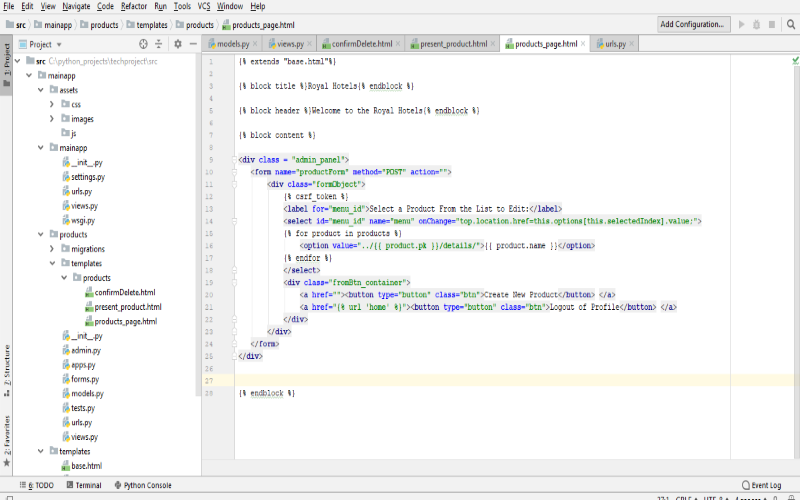 File Edit View Navigate Code Refactor Run Tools VCS Window Help
src mainapp products templates products products_page.html Add Configuration...
Project models.py views.py confirmDelete.html present_product.html products_page.html urls.py
1: Project
src C:\python_projects\techproject\src
mainapp
assets
css
images
js
mainapp
__init__.py
settings.py
urls.py
views.py
wsgi.py
products
migrations
templates
products
confirmDelete.html
present_product.html
products_page.html
__init__.py
admin.py
apps.py
forms.py
models.py
tests.py
urls.py
views.py
templates
base.html
Z: Structure
2: Favorites
1 {% extends "base.html"%}
2
3 {% block title %}Royal Hotels{% endblock %}
4
5 {% block header %}Welcome to the Royal Hotels{% endblock %}
6
7 {% block content %}
8
9 <div class = "admin_panel">
10 <form name="productForm" method="POST" action="">
11 <div class="formObject">
12 {% csrf_token %}
13 <label for="menu_id">Select a Product From the List to Edit:</label>
14 <select id="menu_id" name="menu" onChange="top.location.href=this.options[this.selectedIndex].value;">
15 {% for product in products %}
16 <option value="../{{ product.pk }}/details/">{{ product.name }}</option>
17 {% endfor %}
18 </select>
19 <div class="fromBtn_container">
20 <a href=""><button type="button" class="btn">Create New Product</button> </a>
21 <a href="{% url 'home' %}"><button type="button" class="btn">Logout of Profile</button> </a>
22 </div>
23 </div>
24 </form>
25 </div>
26
27
28 {% endblock %}
6: TODO Terminal Python Console Event Log